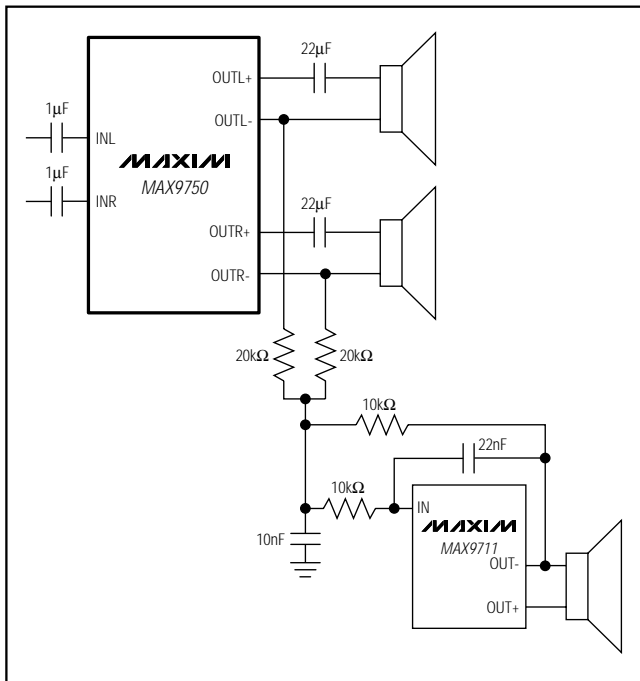 22μF
OUTL+
1μF
OUTL-
INL
MAXIM
1μF
MAX9750
INR
22μF
OUTR+
OUTR-
20kΩ
20kΩ
10kΩ
22nF
10kΩ
IN
MAXIM
10nF
MAX9711
OUT-
OUT+